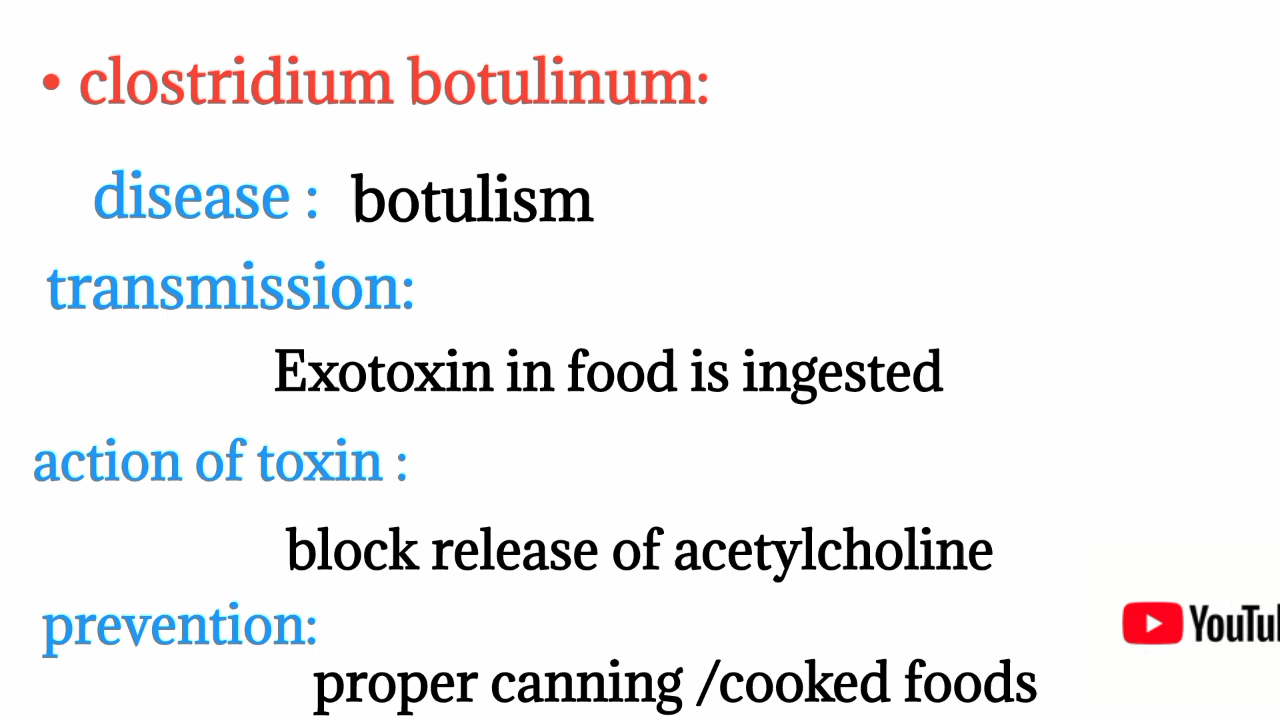 • clostridium botulinum:
disease : botulism
transmission:
Exotoxin in food is ingested
action of toxin :
block release of acetylcholine
prevention:
YouTu
proper canning /cooked foods